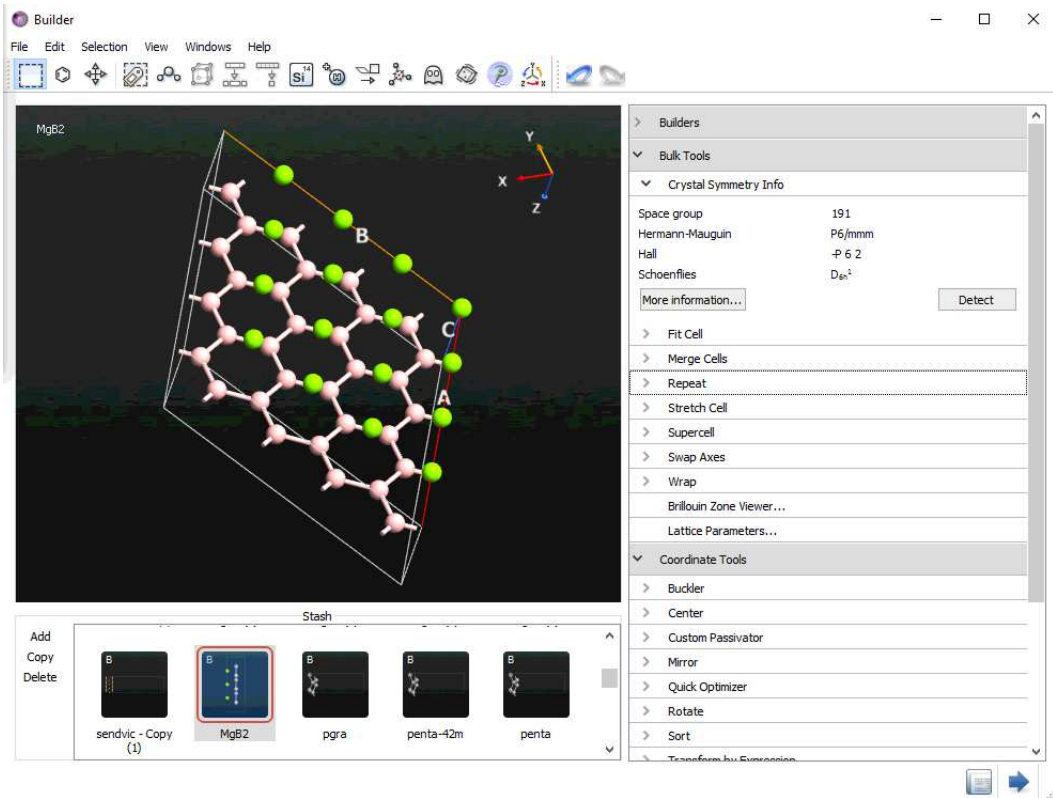 Builder
File Edit Selection View Windows Help
Si 14
P
Y
X
Z
MgB2
Y
X
Z
B
C
A
Builders
Bulk Tools
Crystal Symmetry Info
Space group 191
Hermann-Mauguin P6/mmm
Hall -P 6 2
Schoenflies D₆ₕ¹
More information... Detect
Fit Cell
Merge Cells
Repeat
Stretch Cell
Supercell
Swap Axes
Wrap
Brillouin Zone Viewer...
Lattice Parameters...
Coordinate Tools
Buckler
Center
Custom Passivator
Mirror
Quick Optimizer
Rotate
Sort
Stash
Add
Copy
Delete
B B B B B
sendvic - Copy (1) MgB2 pgra penta-42m penta